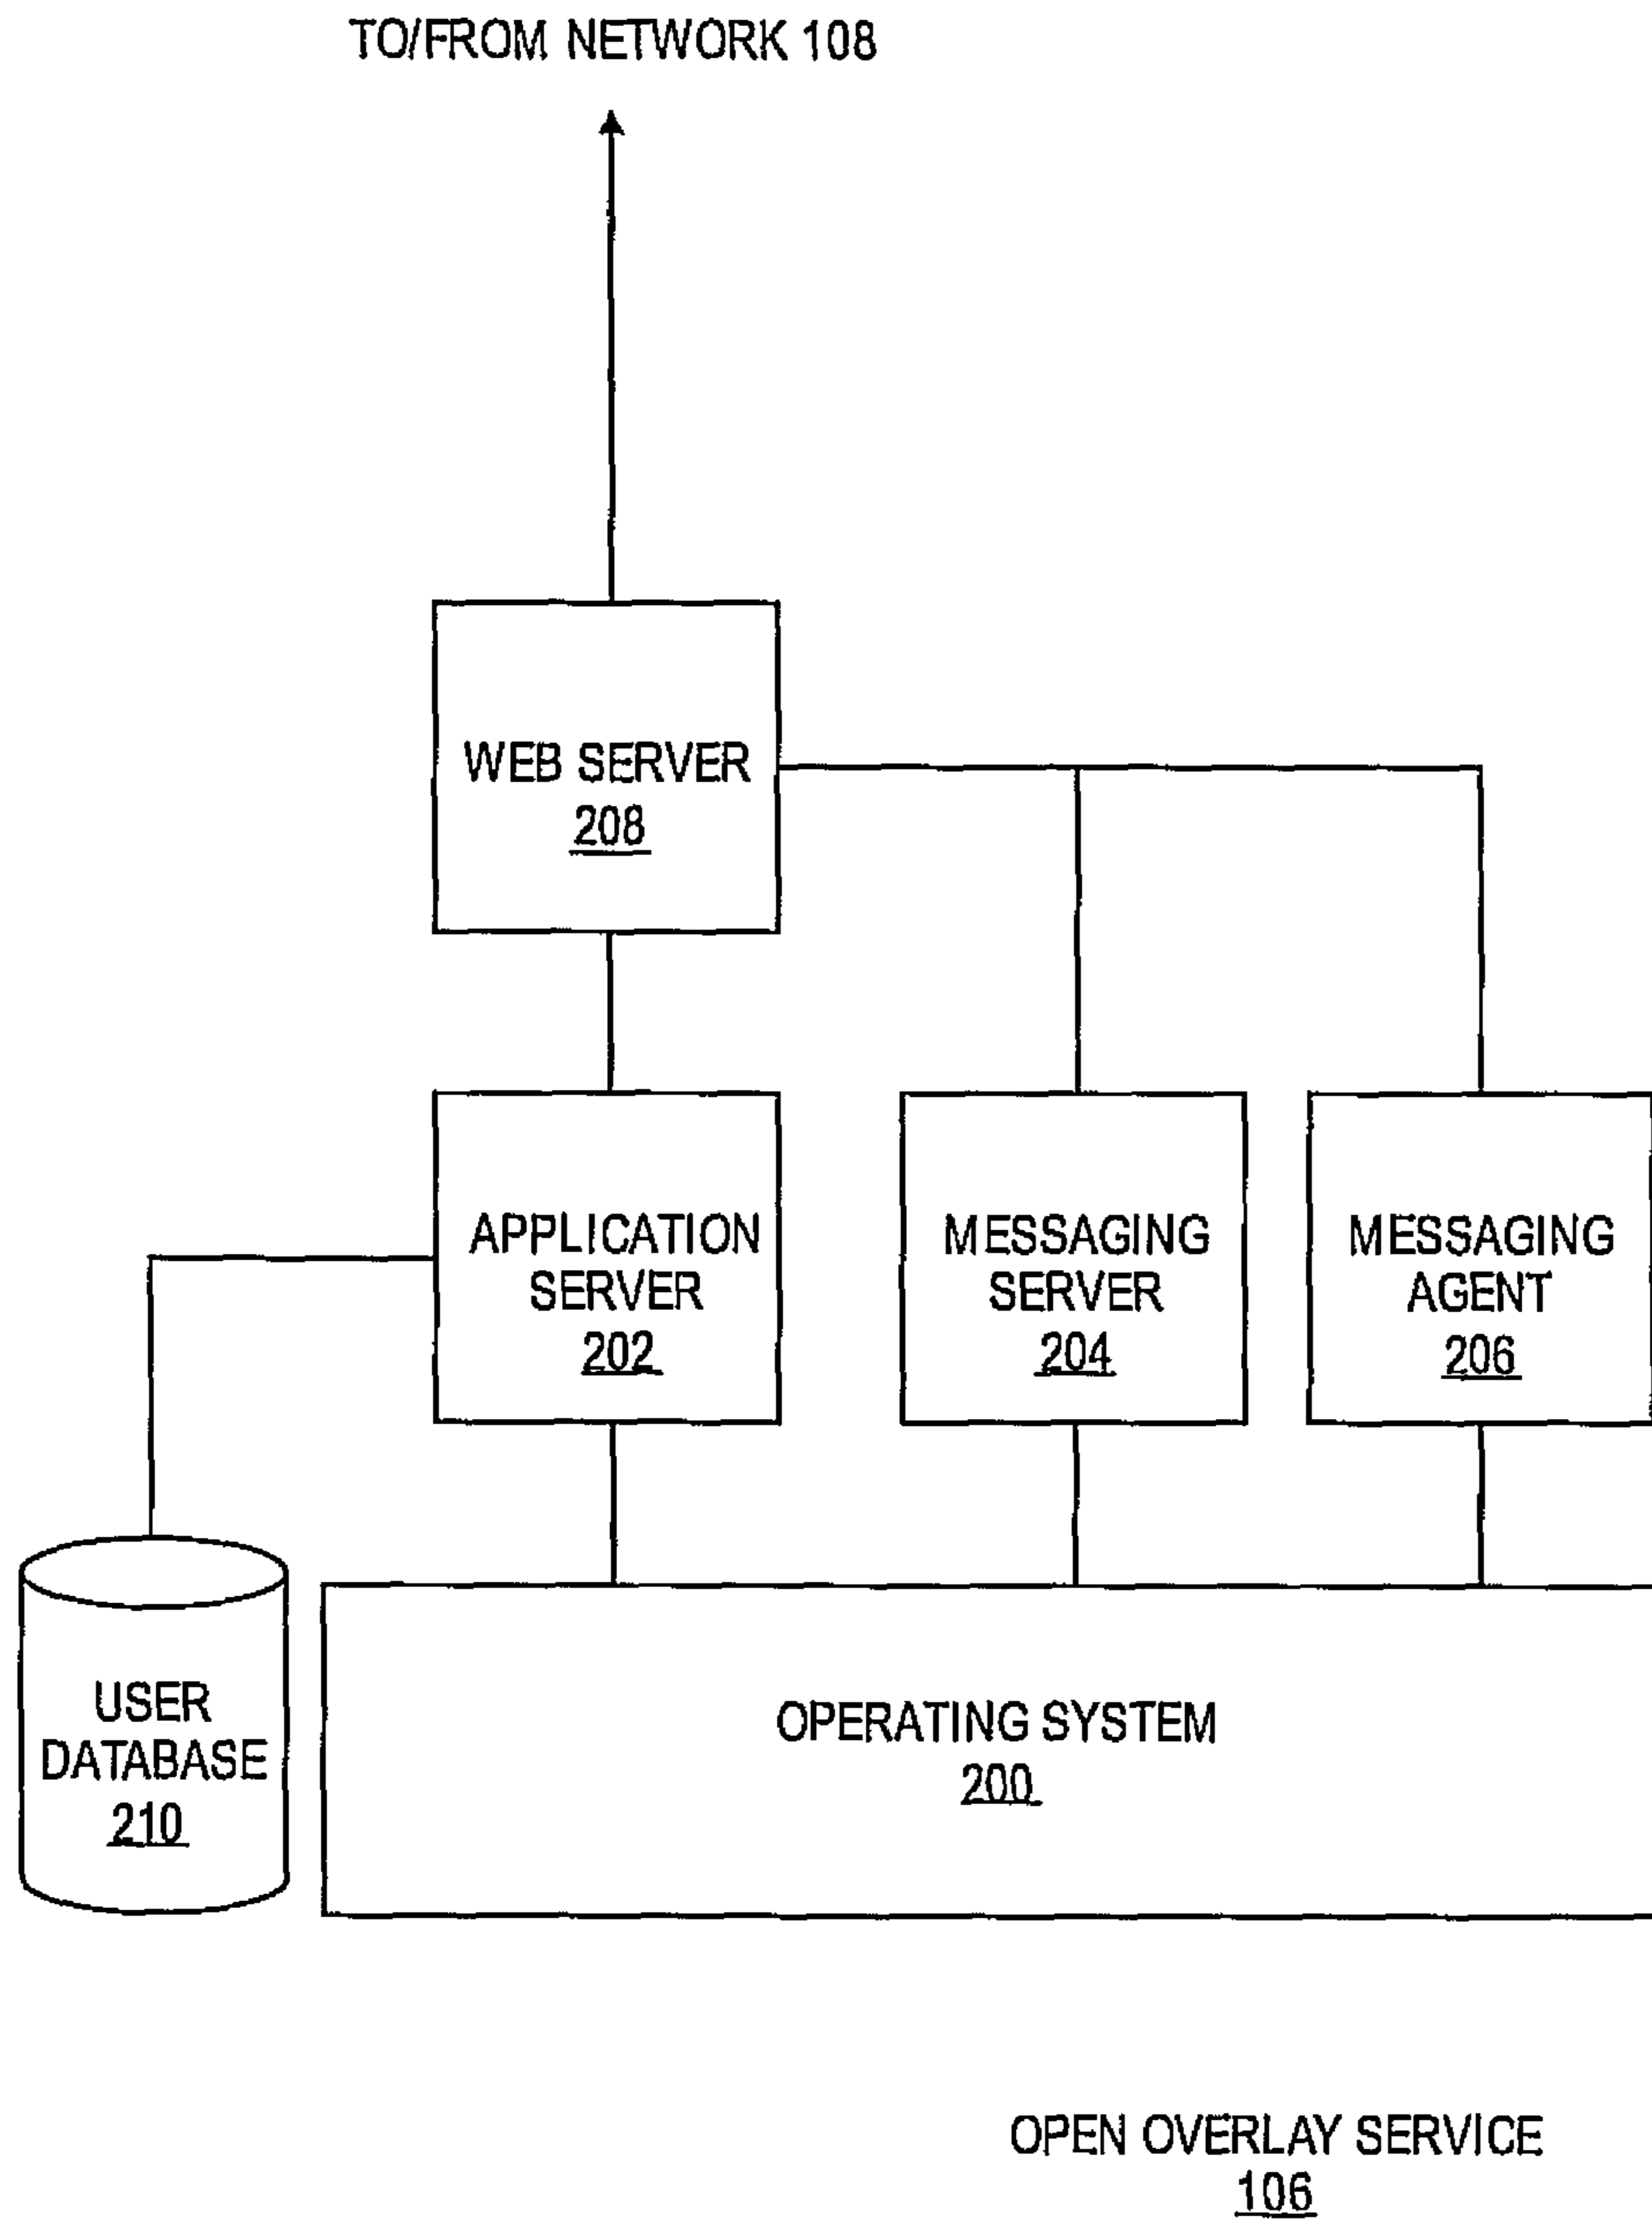 TO/FROM NETWORK 108
WEB SERVER
208
APPLICATION
SERVER
202
MESSAGING
SERVER
204
MESSAGING
AGENT
206
USER
DATABASE
210
OPERATING SYSTEM
200
OPEN OVERLAY SERVICE
106